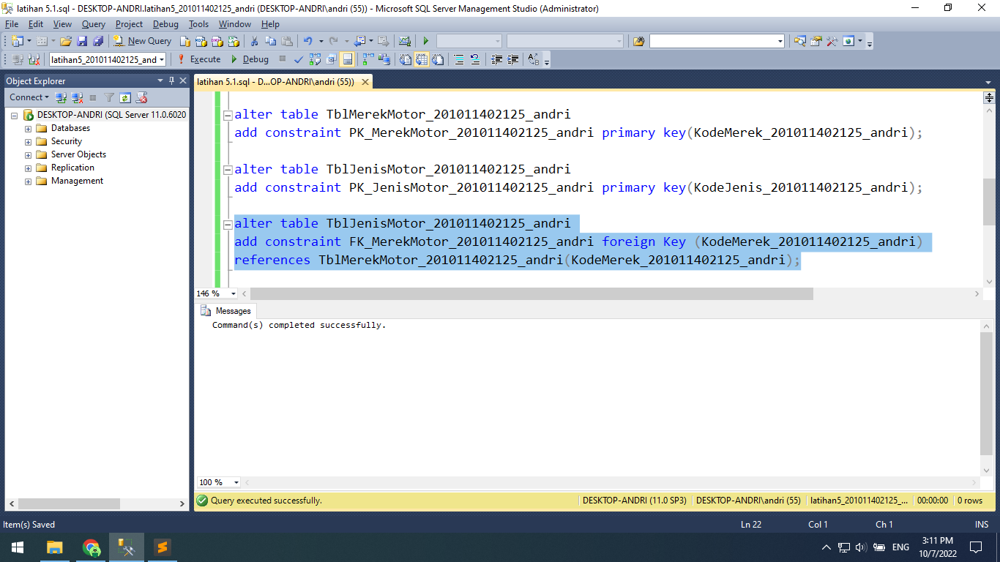 latihan 5.1.sql - DESKTOP-ANDRI.latihan5_201011402125_andri (DESKTOP-ANDRI\andri (55)) - Microsoft SQL Server Management Studio (Administrator)
File Edit View Query Project Debug Tools Window Help
New Query
latihan5_201011402125_and Execute Debug
Object Explorer
latihan 5.1.sql - D...OP-ANDRI\andri (55))
Connect
DESKTOP-ANDRI (SQL Server 11.0.6020
Databases
Security
Server Objects
Replication
Management
alter table TblMerekMotor_201011402125_andri
add constraint PK_MerekMotor_201011402125_andri primary key(KodeMerek_201011402125_andri);
alter table TblJenisMotor_201011402125_andri
add constraint PK_JenisMotor_201011402125_andri primary key(KodeJenis_201011402125_andri);
alter table TblJenisMotor_201011402125_andri
add constraint FK_MerekMotor_201011402125_andri foreign Key (KodeMerek_201011402125_andri)
references TblMerekMotor_201011402125_andri(KodeMerek_201011402125_andri);
146 %
Messages
Command(s) completed successfully.
100 %
Query executed successfully. DESKTOP-ANDRI (11.0 SP3) DESKTOP-ANDRI\andri (55) latihan5_201011402125_... 00:00:00 0 rows
Item(s) Saved Ln 22 Col 1 Ch 1 INS
ENG
3:11 PM
10/7/2022